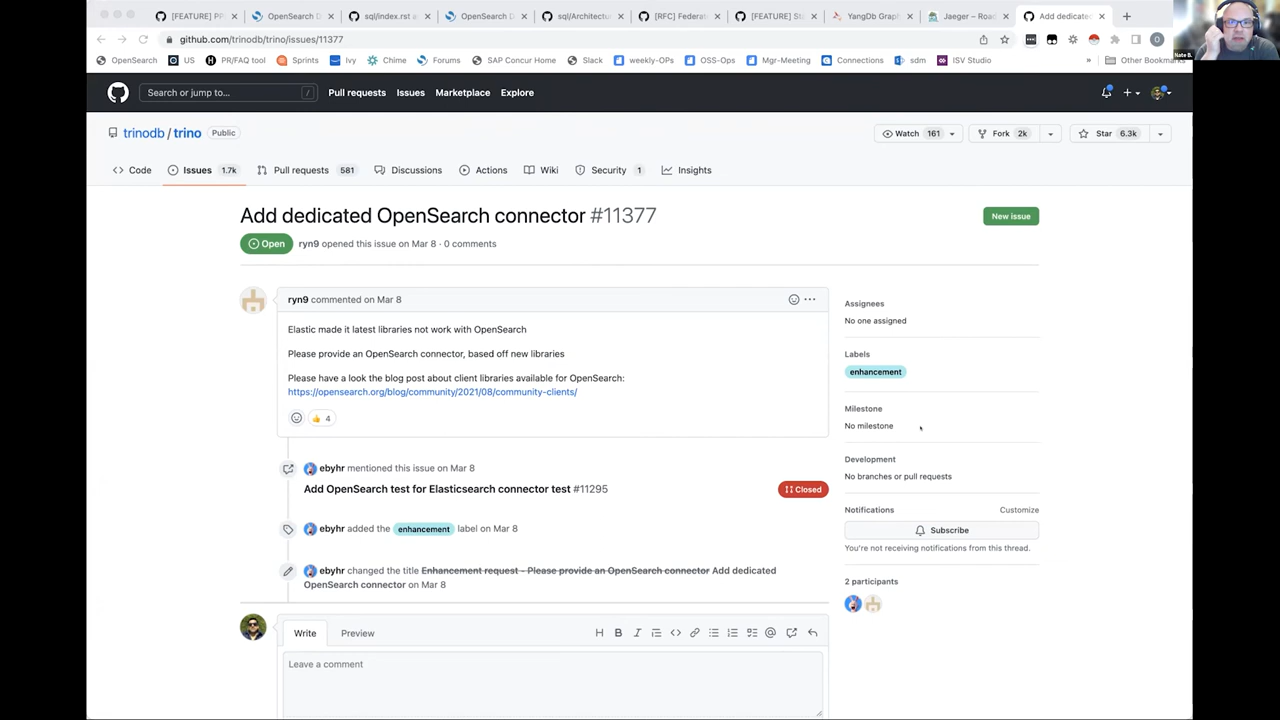 [FEATURE] PP
OpenSearch D
sql/index.rst a
OpenSearch D
sql/Architectu
[RFC] Federat
[FEATURE] St
YangDb Grap
Jaeger – Road
Add dedicate
github.com/trinodb/trino/issues/11377
OpenSearch US PR/FAQ tool Sprints Ivy Chime Forums SAP Concur Home Slack weekly-OPs OSS-Ops Mgr-Meeting Connections sdm ISV Studio » Other Bookmarks
Nate B.
Search or jump to... / Pull requests Issues Marketplace Explore
trinodb / trino Public Watch 161 Fork 2k Star 6.3k
Code Issues 1.7k Pull requests 581 Discussions Actions Wiki Security 1 Insights
Add dedicated OpenSearch connector #11377
New issue
Open ryn9 opened this issue on Mar 8 · 0 comments
ryn9 commented on Mar 8
Elastic made it latest libraries not work with OpenSearch
Please provide an OpenSearch connector, based off new libraries
Please have a look the blog post about client libraries available for OpenSearch:
https://opensearch.org/blog/community/2021/08/community-clients/
👍 4
ebyhr mentioned this issue on Mar 8
Add OpenSearch test for Elasticsearch connector test #11295
Closed
ebyhr added the enhancement label on Mar 8
ebyhr changed the title Enhancement request - Please provide an OpenSearch connector Add dedicated
OpenSearch connector on Mar 8
Write Preview
H B I
Leave a comment
Assignees
No one assigned
Labels
enhancement
Milestone
No milestone
Development
No branches or pull requests
Notifications Customize
Subscribe
You're not receiving notifications from this thread.
2 participants